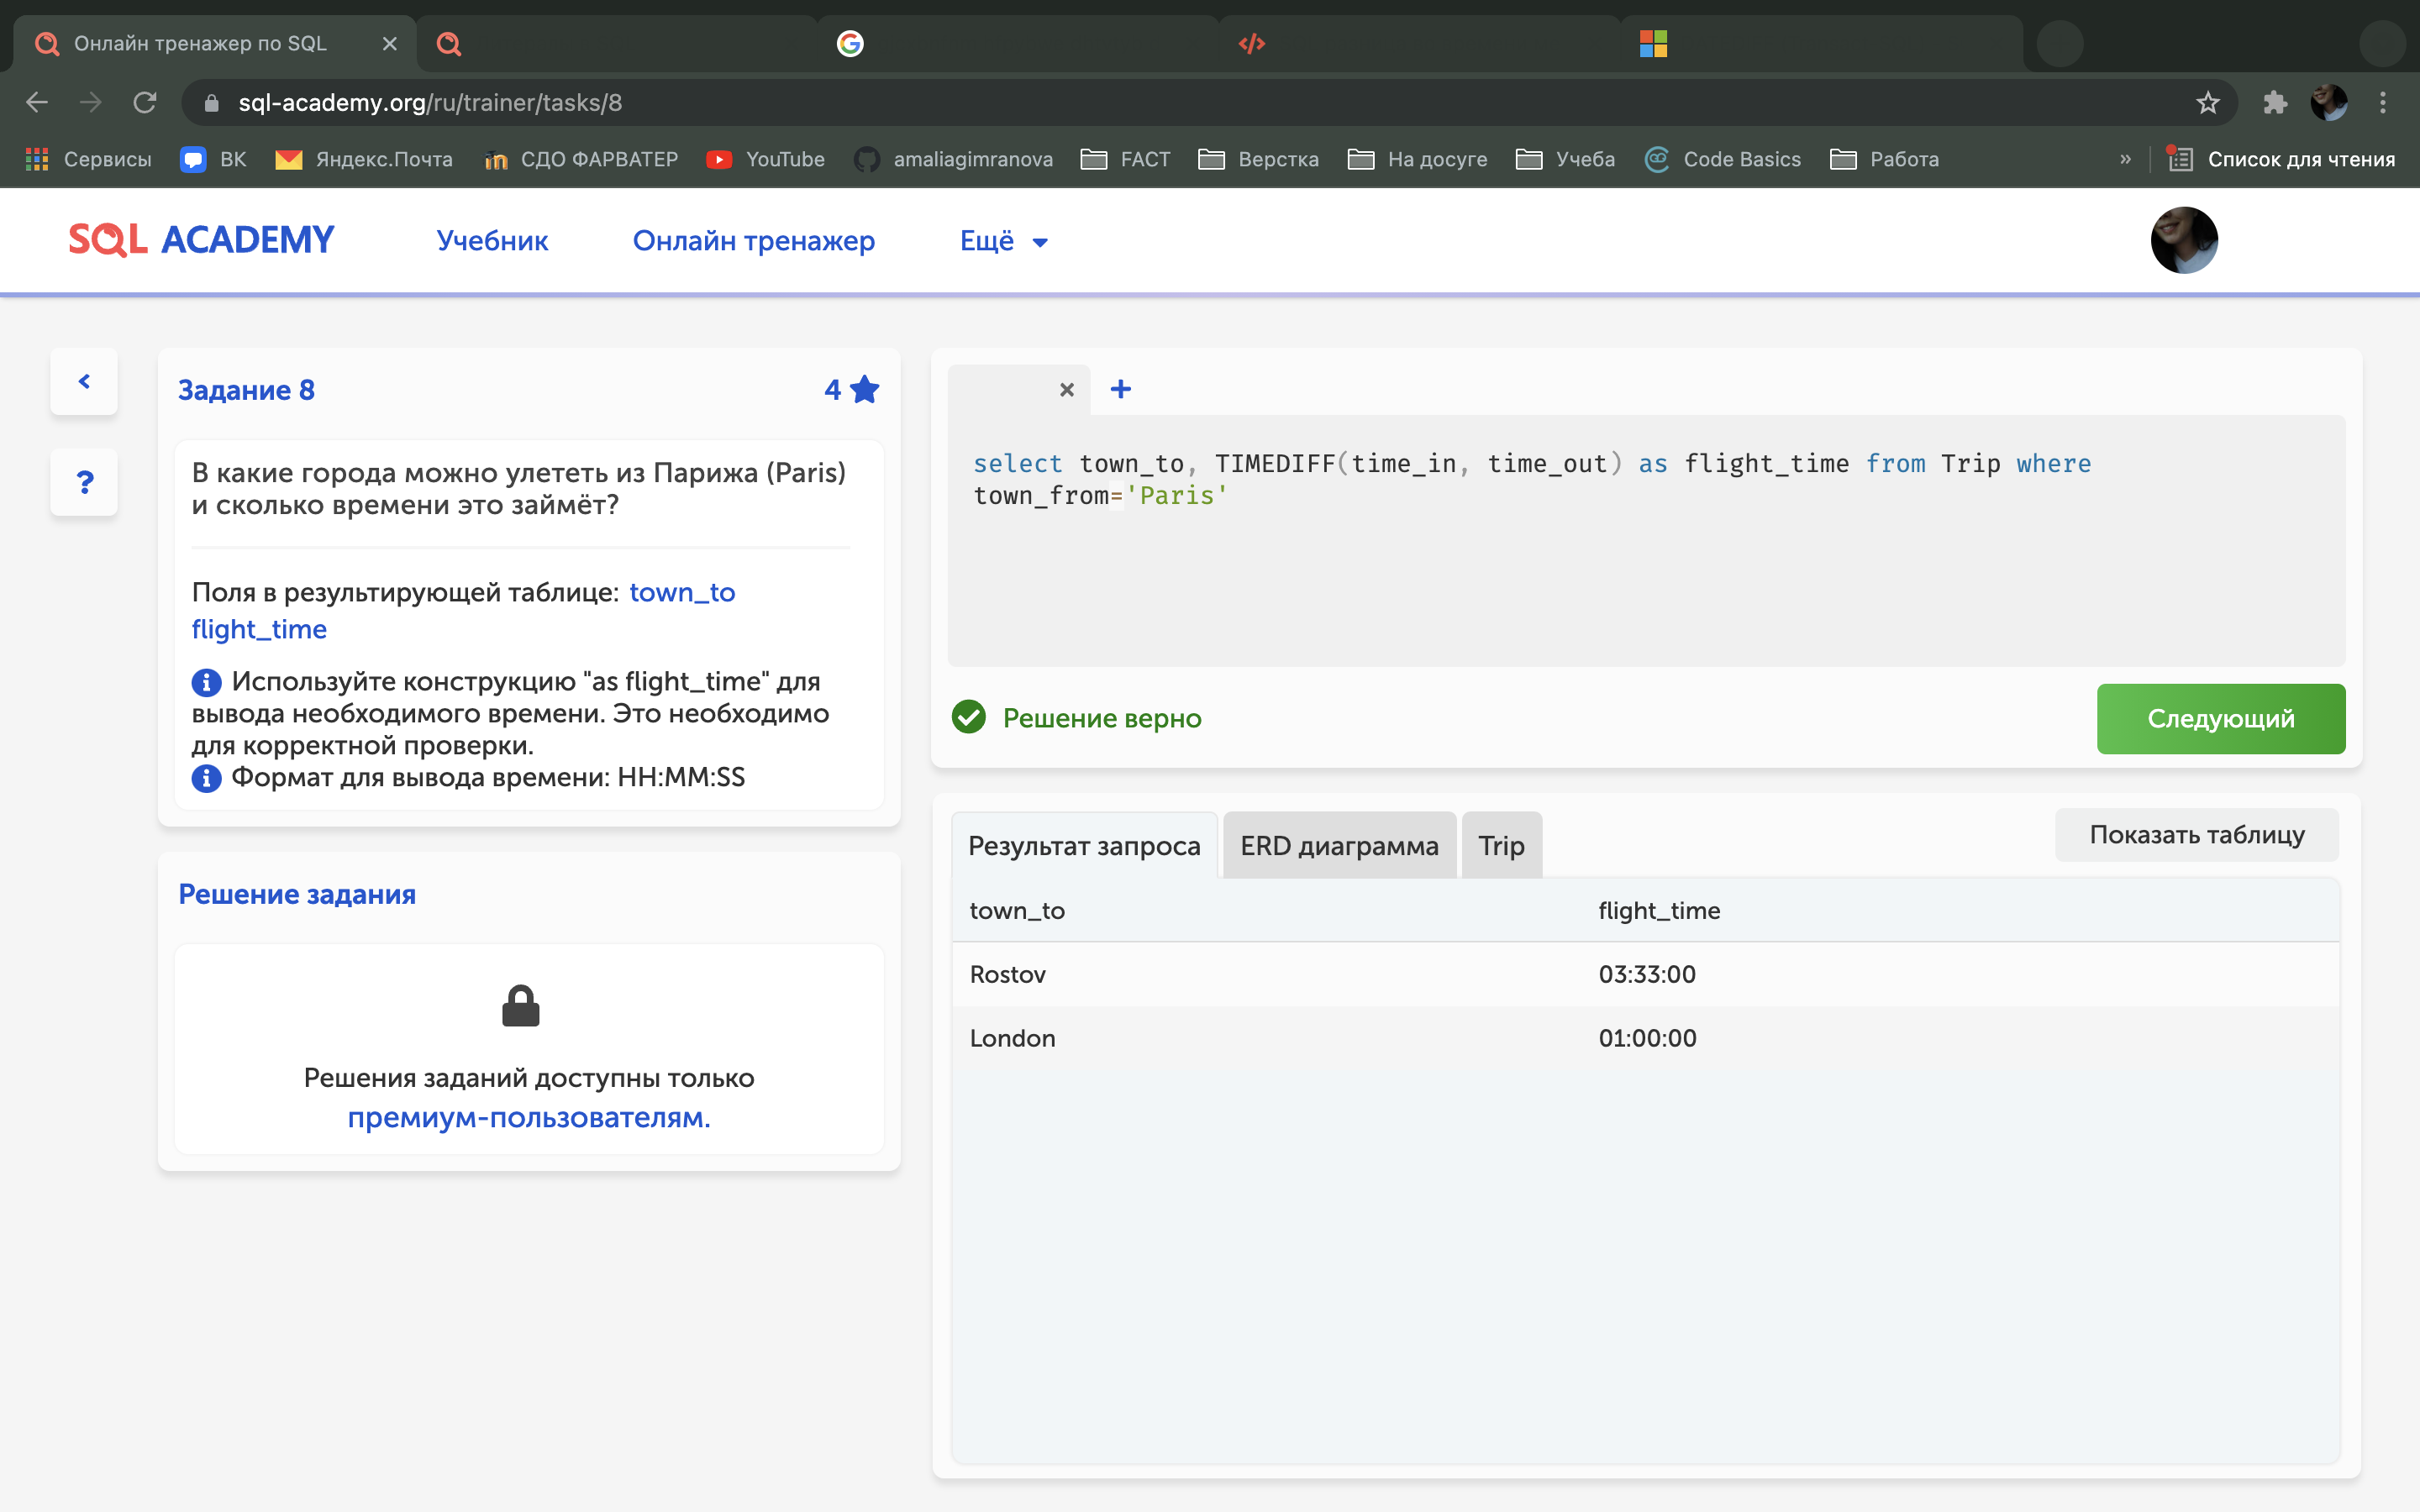 Онлайн тренажер по SQL
sql-academy.org/ru/trainer/tasks/8
Сервисы
ВК
Яндекс.Почта
СДО ФАРВАТЕР
YouTube
amaliagimranova
FACT
Верстка
На досуге
Учеба
Code Basics
Работа
»
Список для чтения
SQL ACADEMY
Учебник
Онлайн тренажер
Ещё
Задание 8
4
В какие города можно улететь из Парижа (Paris)
и сколько времени это займёт?
Поля в результирующей таблице: town_to
flight_time
Используйте конструкцию "as flight_time" для
вывода необходимого времени. Это необходимо
для корректной проверки.
Формат для вывода времени: HH:MM:SS
Решение задания
Решения заданий доступны только
премиум-пользователям.
select town_to, TIMEDIFF(time_in, time_out) as flight_time from Trip where
town_from='Paris'
Решение верно
Следующий
Результат запроса
ERD диаграмма
Trip
Показать таблицу
town_to flight_time
Rostov 03:33:00
London 01:00:00